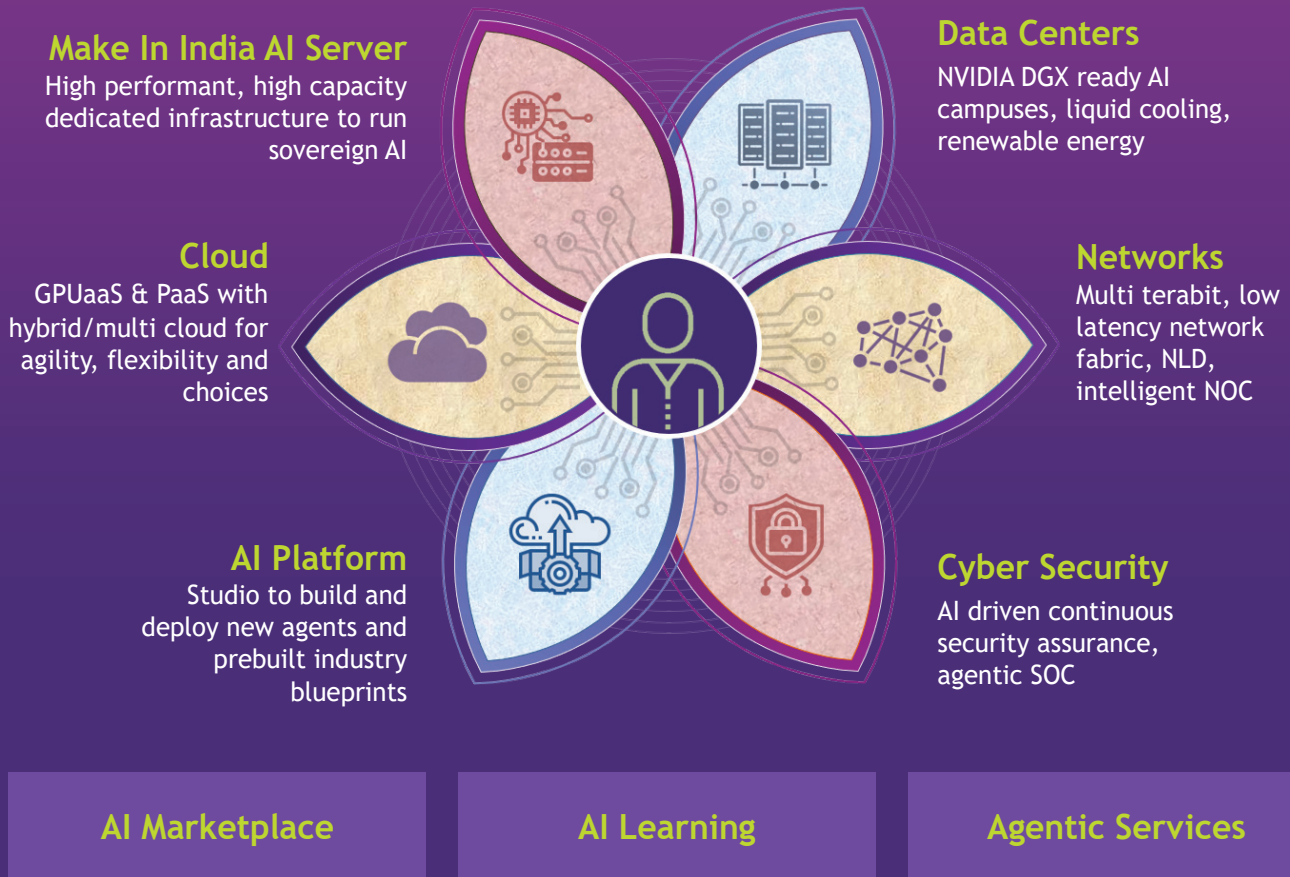 Make In India AI Server
High performant, high capacity
dedicated infrastructure to run
sovereign AI
Data Centers
NVIDIA DGX ready AI
campuses, liquid cooling,
renewable energy
Cloud
GPUaaS & PaaS with
hybrid/multi cloud for
agility, flexibility and
choices
Networks
Multi terabit, low
latency network
fabric, NLD,
intelligent NOC
AI Platform
Studio to build and
deploy new agents and
prebuilt industry
blueprints
Cyber Security
AI driven continuous
security assurance,
agentic SOC
AI Marketplace
AI Learning
Agentic Services